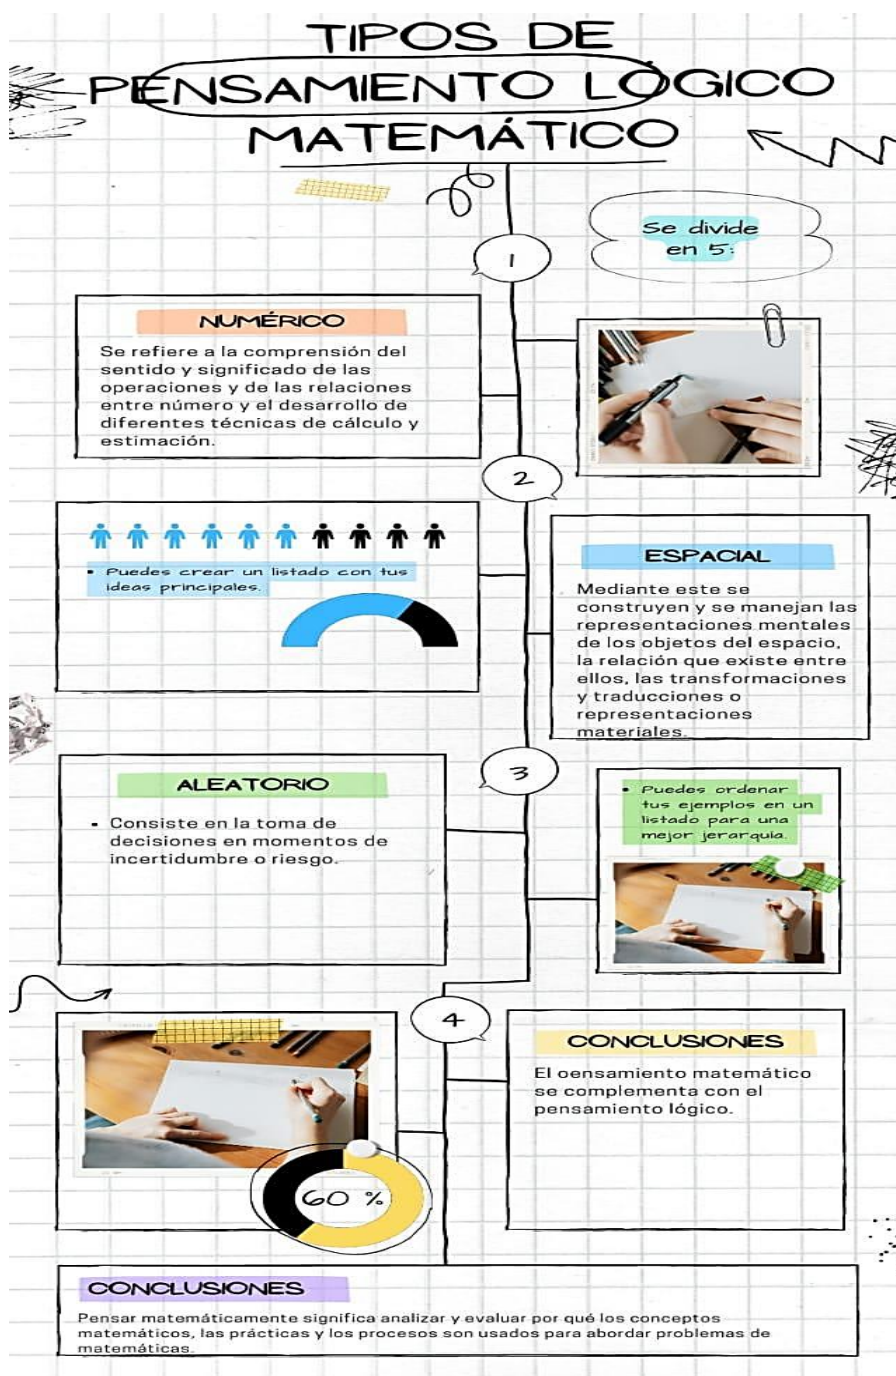 TIPOS DE
PENSAMIENTO LÓGICO
MATEMÁTICO
Se divide
en 5:
1
NUMÉRICO
Se refiere a la comprensión del
sentido y significado de las
operaciones y de las relaciones
entre número y el desarrollo de
diferentes técnicas de cálculo y
estimación.
2
• Puedes crear un listado con tus
ideas principales.
ESPACIAL
Mediante este se
construyen y se manejan las
representaciones mentales
de los objetos del espacio,
la relación que existe entre
ellos, las transformaciones
y traducciones o
representaciones
materiales.
3
ALEATORIO
• Consiste en la toma de
decisiones en momentos de
incertidumbre o riesgo.
• Puedes ordenar
tus ejemplos en un
listado para una
mejor jerarquía.
4
60 %
CONCLUSIONES
El oensamiento matemático
se complementa con el
pensamiento lógico.
CONCLUSIONES
Pensar matemáticamente significa analizar y evaluar por qué los conceptos
matemáticos, las prácticas y los procesos son usados para abordar problemas de
matemáticas.